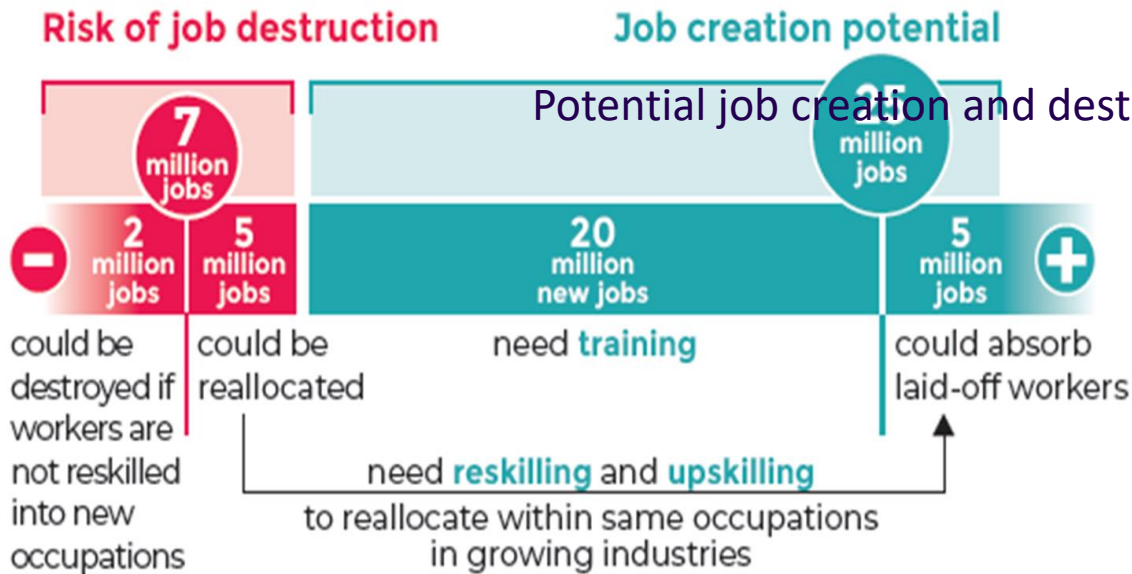 Risk of job destruction
Job creation potential
Potential job creation and dest
7
million
jobs
25
million
jobs
2
million
jobs
5
million
jobs
20
million
new jobs
5
million
jobs
could be
destroyed if
workers are
not reskilled
into new
occupations
could be
reallocated
need training
could absorb
laid-off workers
need reskilling and upskilling
to reallocate within same occupations
in growing industries